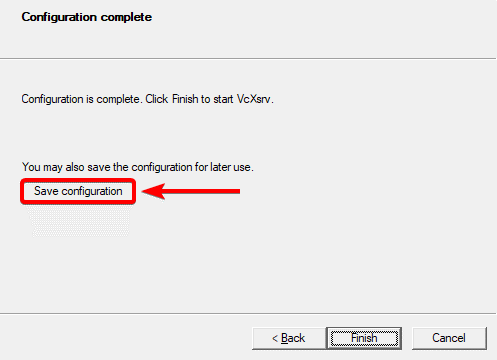 Configuration complete
Configuration is complete. Click Finish to start VcXsrv.
You may also save the configuration for later use.
Save configuration
< Back
Finish
Cancel